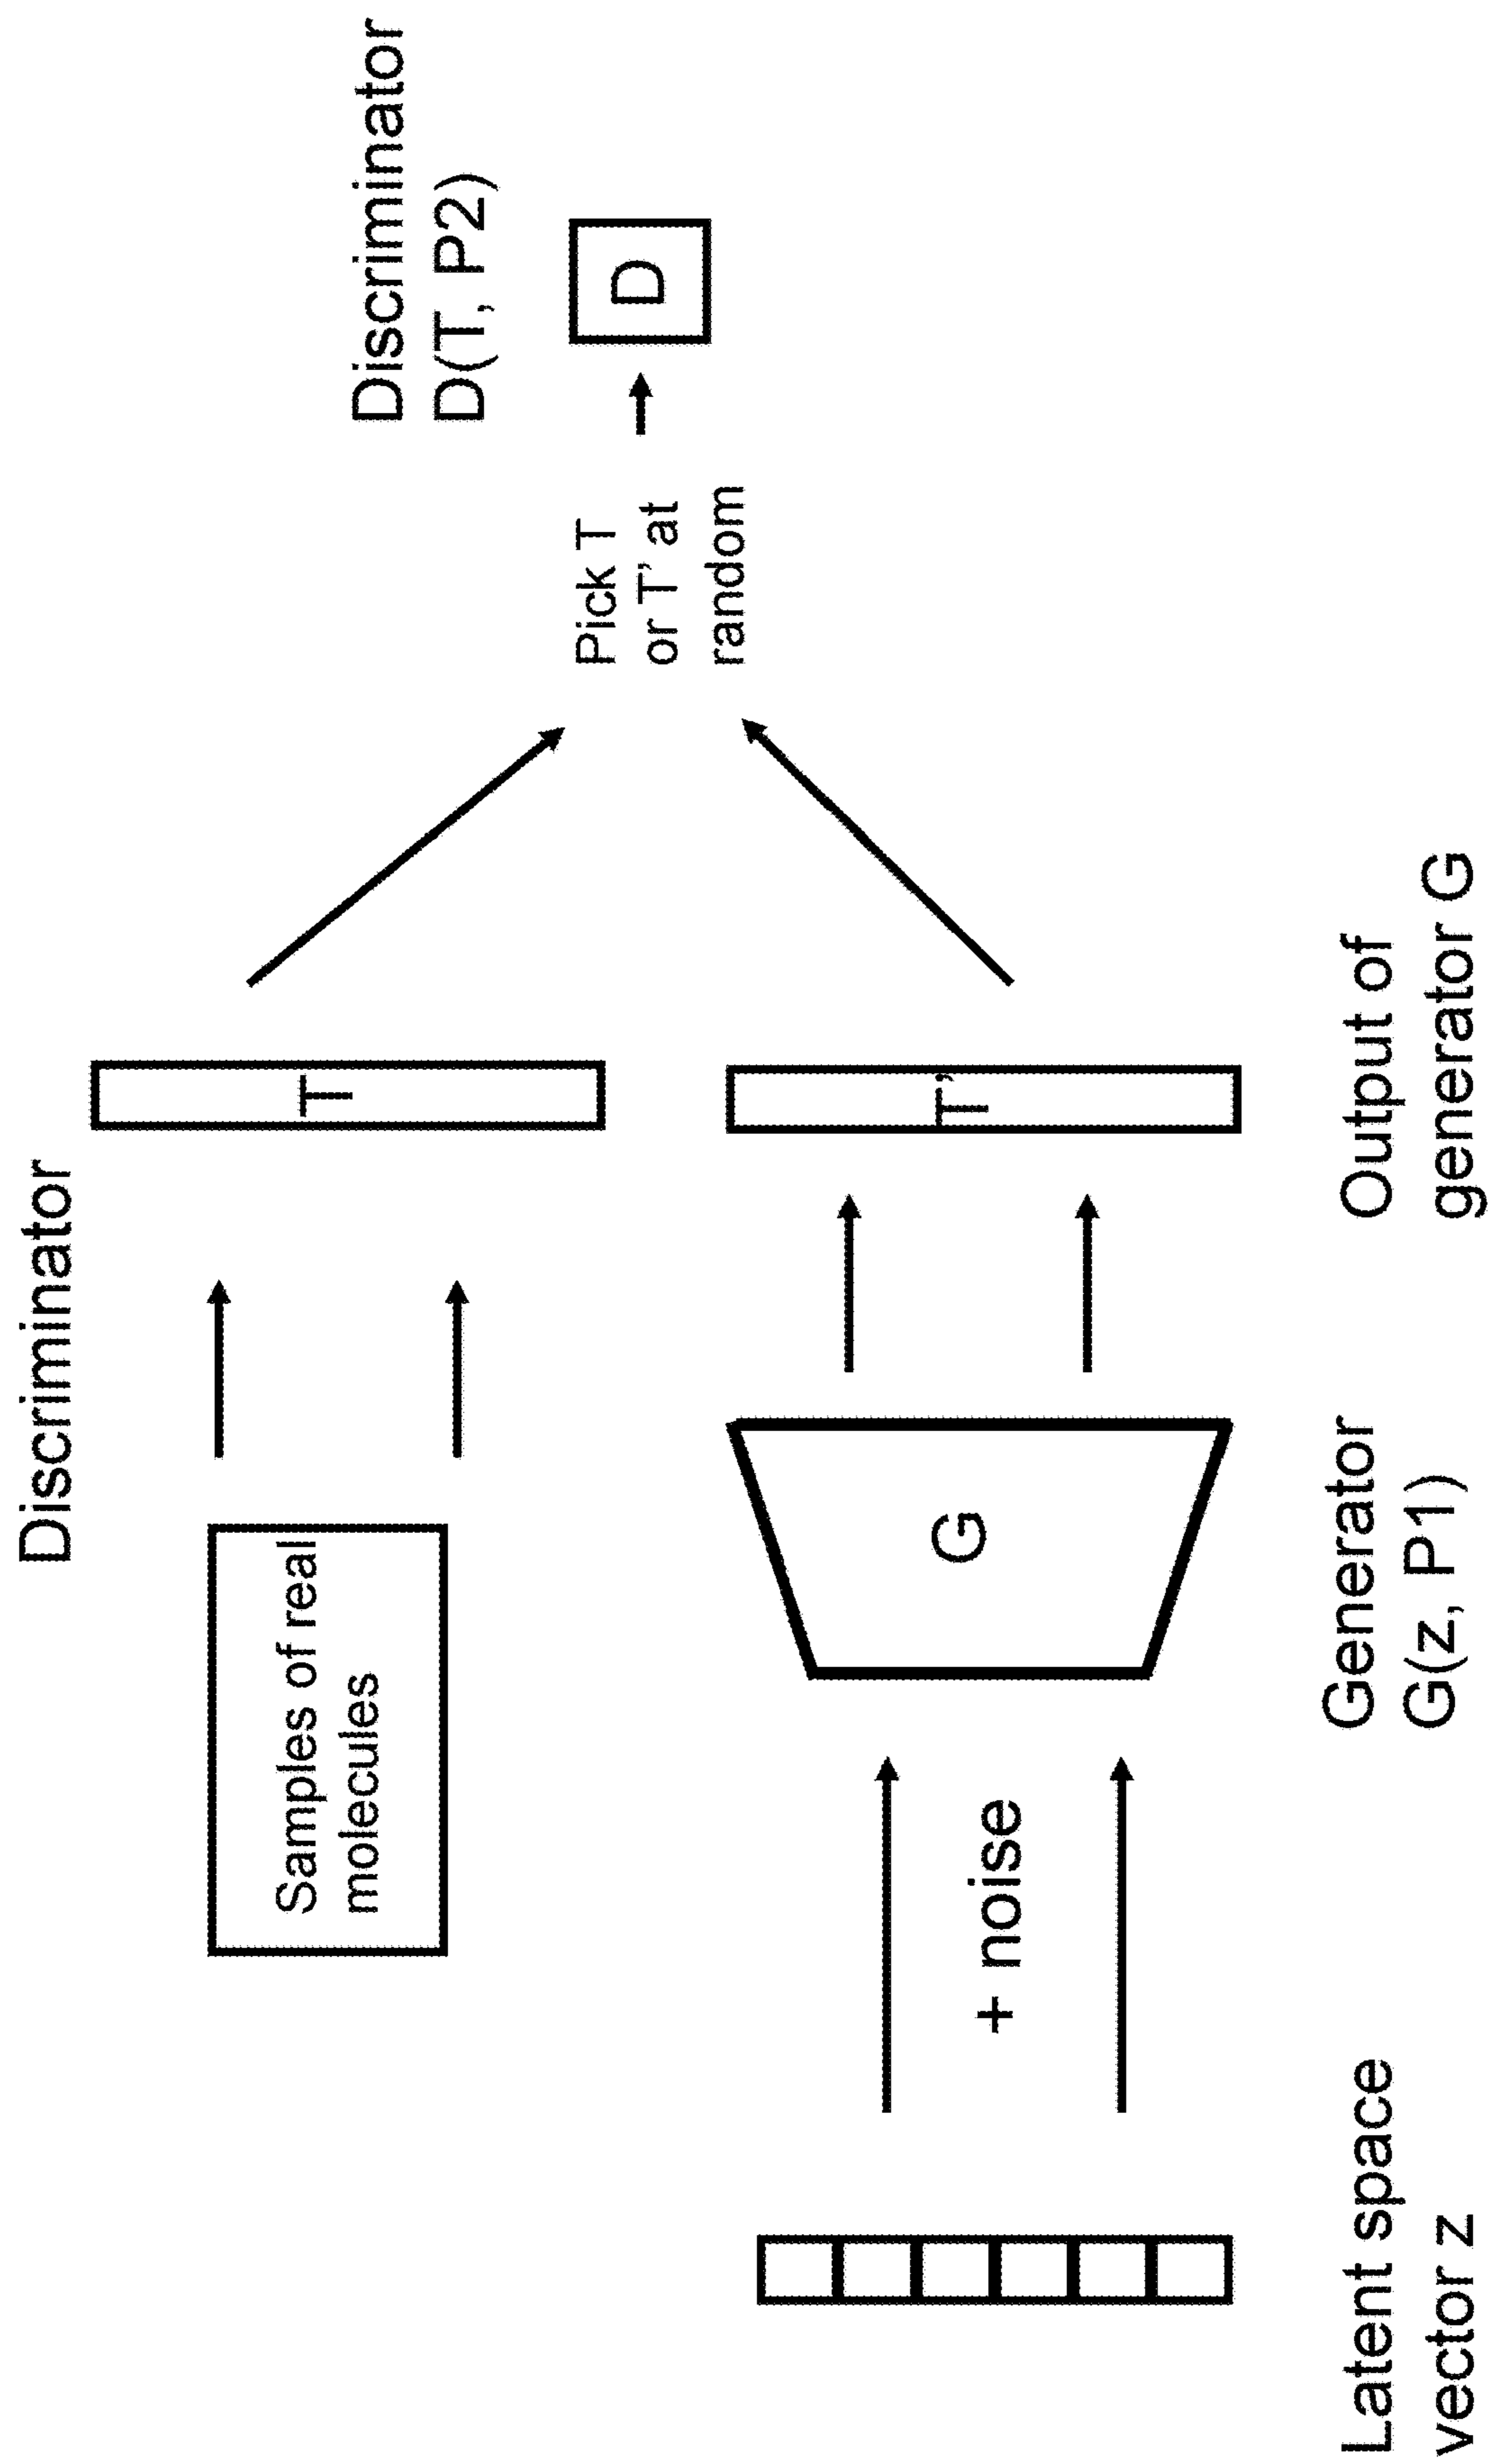 Discriminator
Samples of real
molecules
T
Discriminator
D(T, P2)
Pick T
or T’ at
random
D
+ noise
G
T’
Latent space
vector z
Generator
G(z, P1)
Output of
generator G